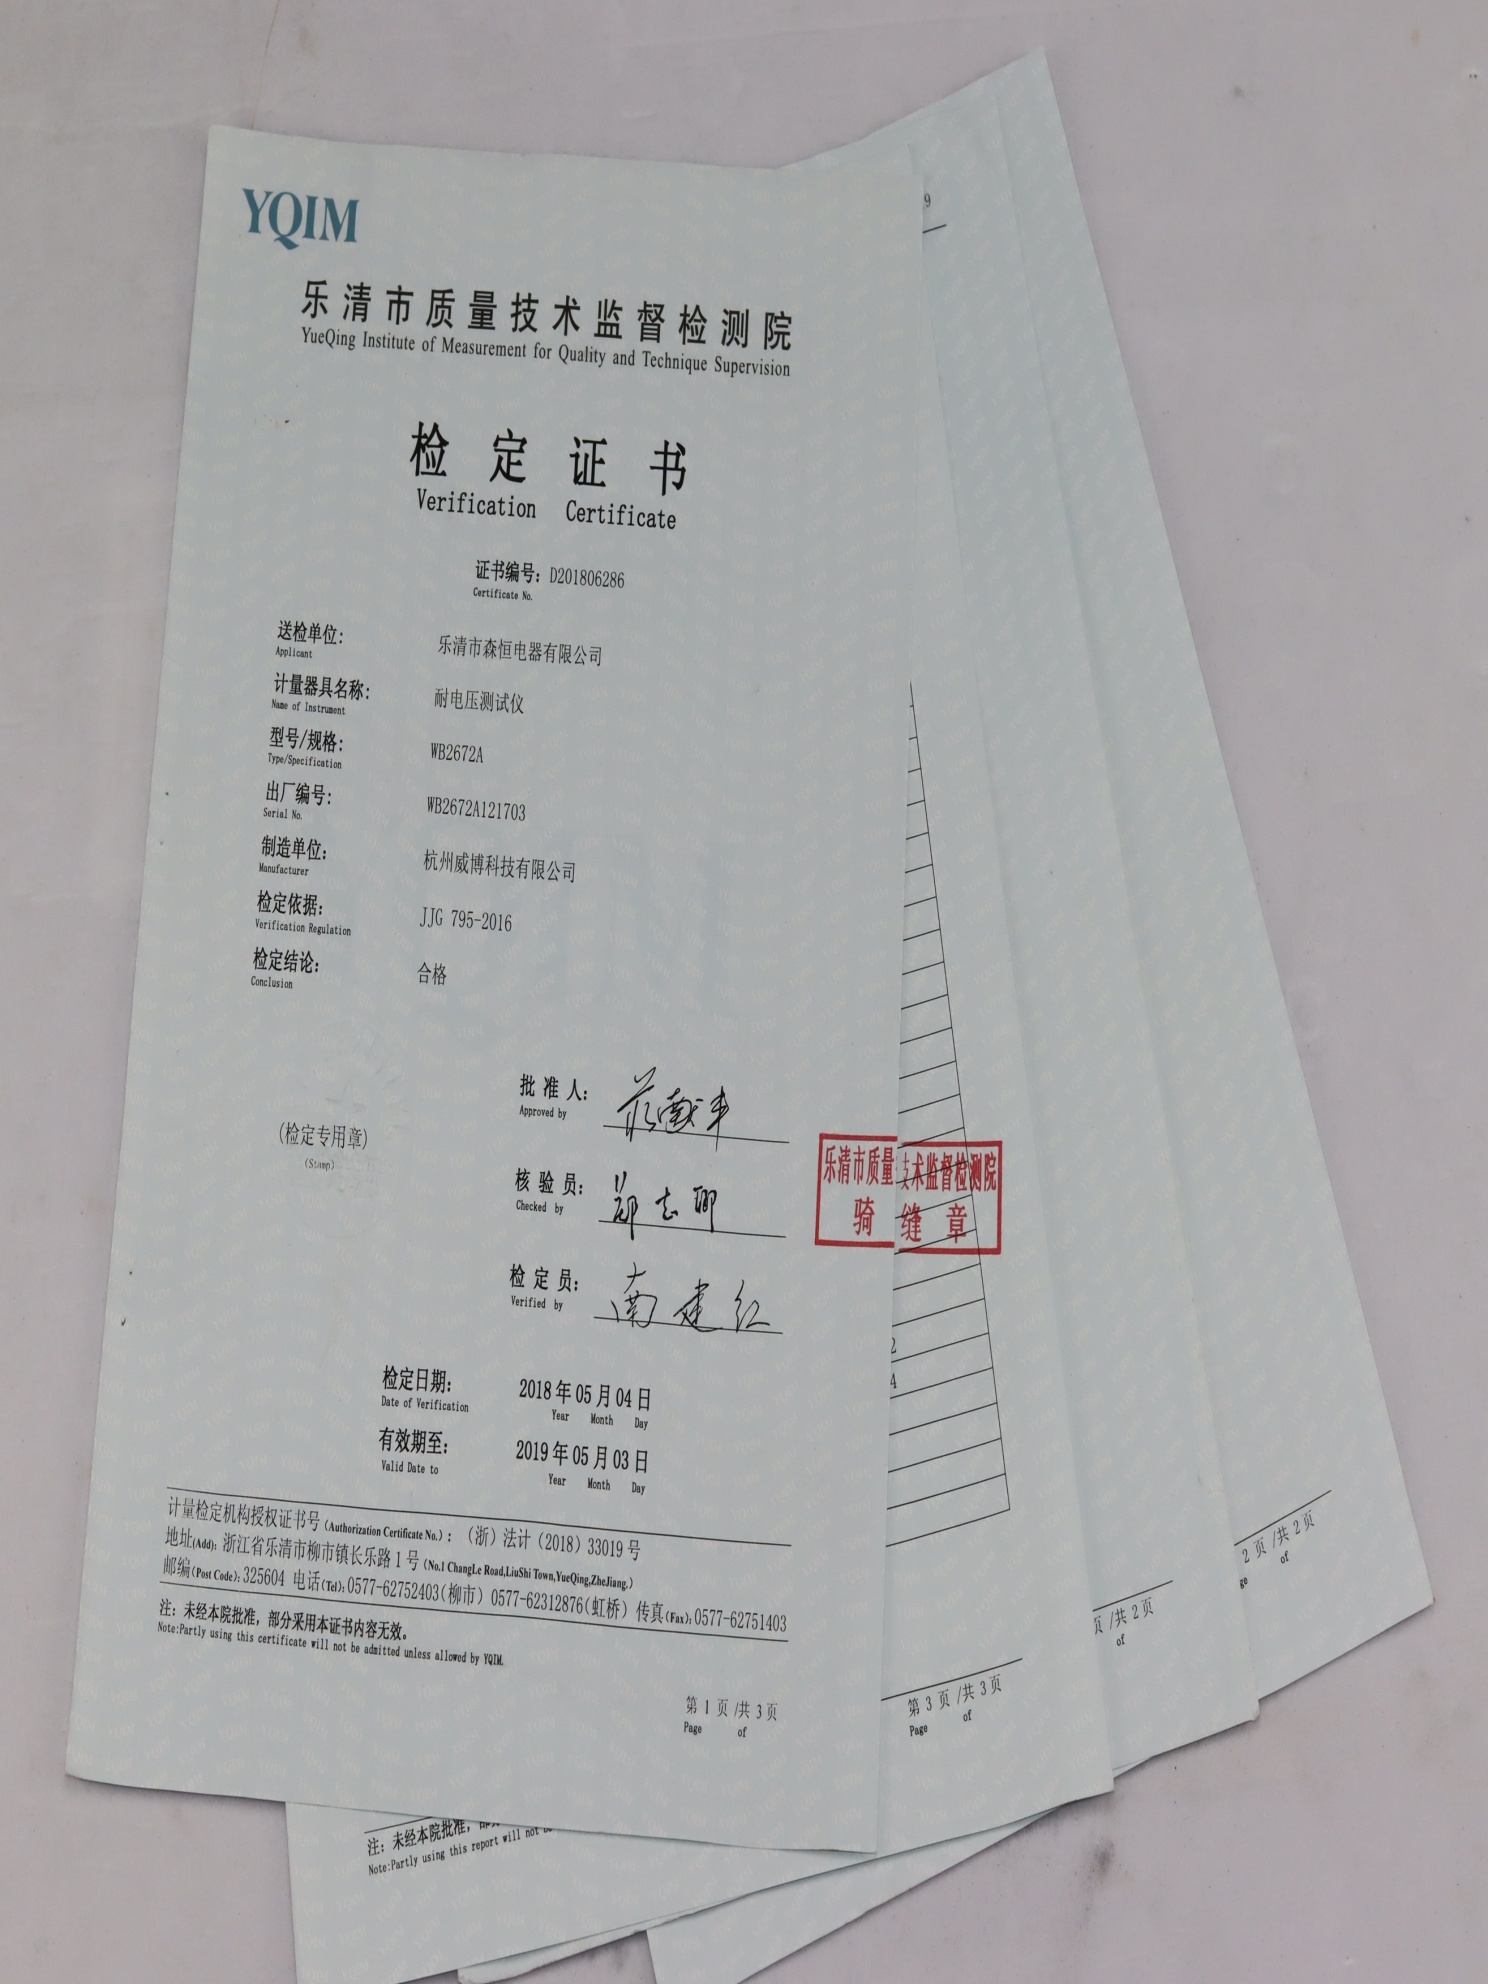 YQIM
乐清市质量技术监督检测院
YueQing Institute of Measurement for Quality and Technique Supervision
检定证书
Verification Certificate
证书编号: D201806286
Certificate No.
送检单位: 乐清市森恒电器有限公司
Applicant
计量器具名称: 耐电压测试仪
Name of Instrument
型号/规格: WB2672A
Type/Specification
出厂编号: WB2672A121703
Serial No.
制造单位: 杭州威博科技有限公司
Manufacturer
检定依据: JJG 795-2016
Verification Regulation
检定结论: 合格
Conclusion
批准人:
Approved by
(检定专用章)
(Stamp)
核验员:
Checked by
检定员: 南建红
Verified by
乐清市质量技术监督检测院
骑缝章
检定日期: 2018年05月04日
Date of Verification Year Month Day
有效期至: 2019年05月03日
Valid Date to Year Month Day
计量检定机构授权证书号(Authorization Certificate No.): (浙)法计(2018)33019号
地址(Add): 浙江省乐清市柳市镇长乐路1号(No.1 ChangLe Road,LiuShi Town,YueQing,ZheJiang.)
邮编(Post Code): 325604 电话(Tel): 0577-62752403(柳市) 0577-62312876(虹桥) 传真(Fax): 0577-62751403
注: 未经本院批准, 部分采用本证书内容无效。
Note:Partly using this certificate will not be admitted unless allowed by YQIM.
第1页/共3页
Page of
9
2
4
第3页/共3页
Page of
页/共2页
of
2页/共2页
ge of
注: 未经本院批准,
Note:Partly using this report will not